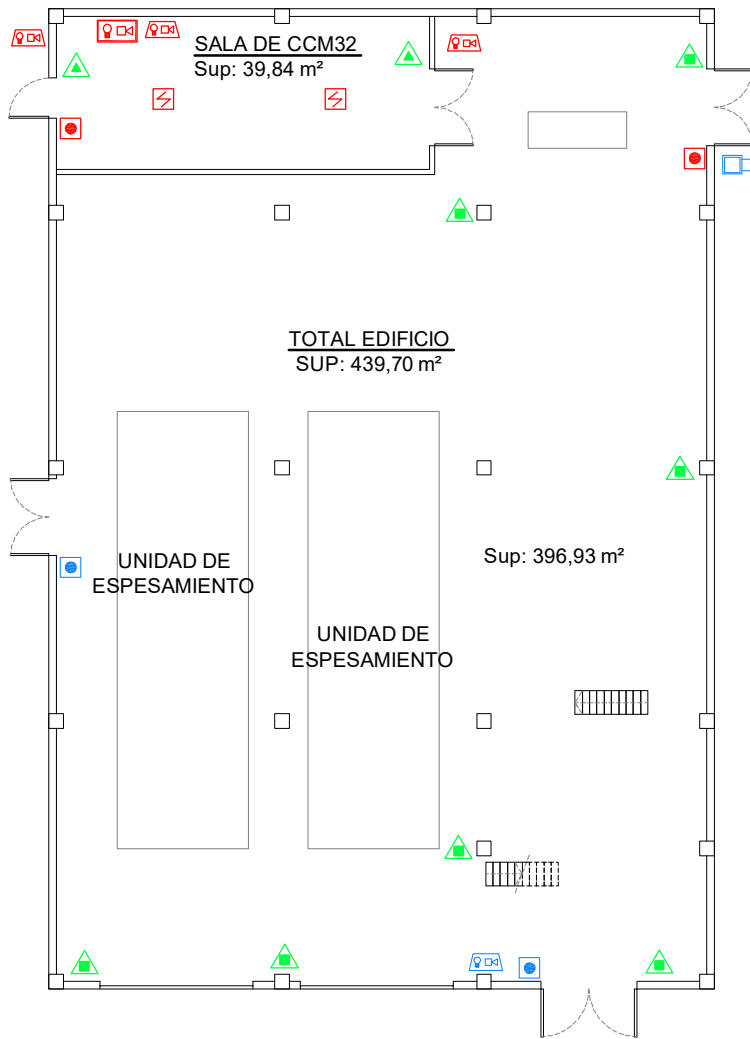 SALA DE CCM32
Sup: 39,84 m²
TOTAL EDIFICIO
SUP: 439,70 m²
UNIDAD DE
ESPESAMIENTO
Sup: 396,93 m²
UNIDAD DE
ESPESAMIENTO